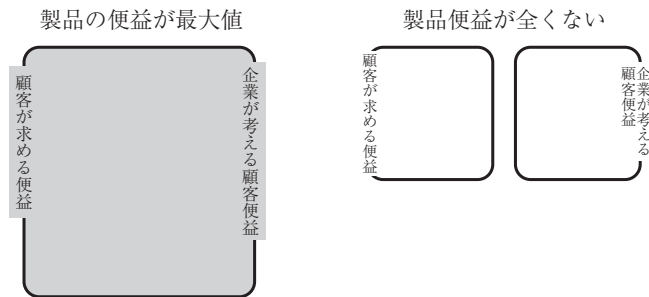 製品の便益が最大値
顧客が求める便益
企業が考える顧客便益
製品便益が全くない
顧客が求める便益
企業が考える
顧客便益